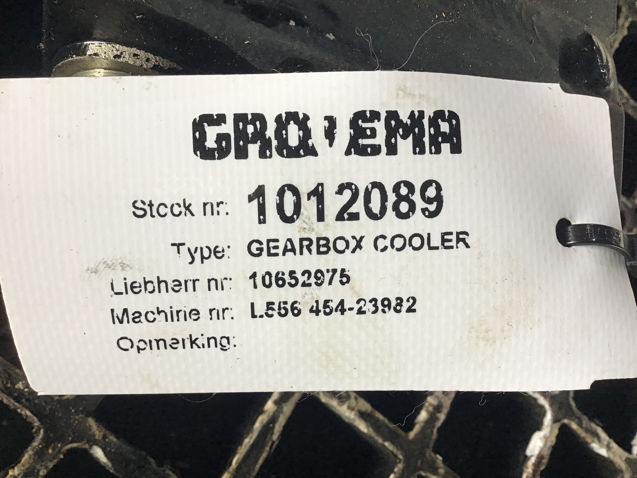 GROVEMA
Stock nr: 1012089
Type: GEARBOX COOLER
Liebherr nr: 10652975
Machine nr: L556 454-23982
Opmerking: